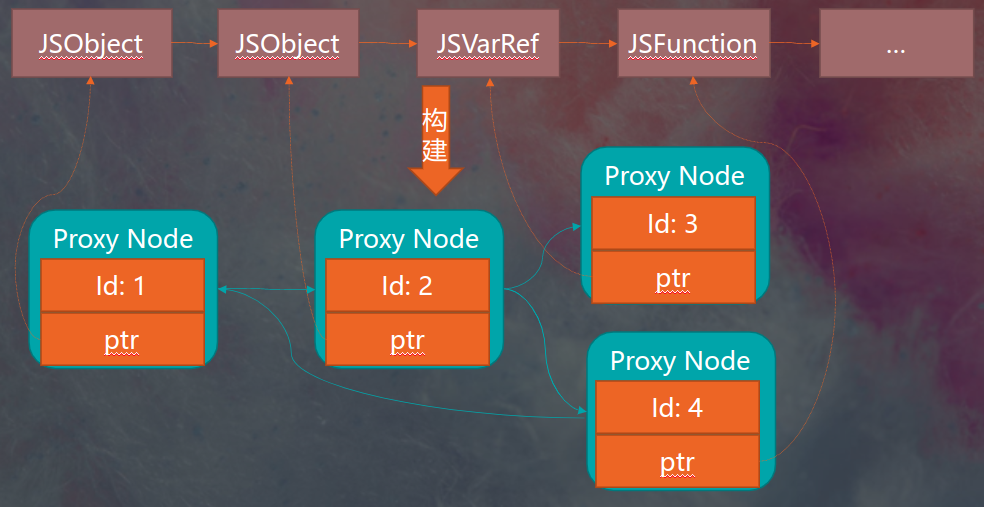 JSObject
JSObject
JSVarRef
JSFunction
...
构
建
Proxy Node
Id: 1
ptr
Proxy Node
Id: 2
ptr
Proxy Node
Id: 3
ptr
Proxy Node
Id: 4
ptr